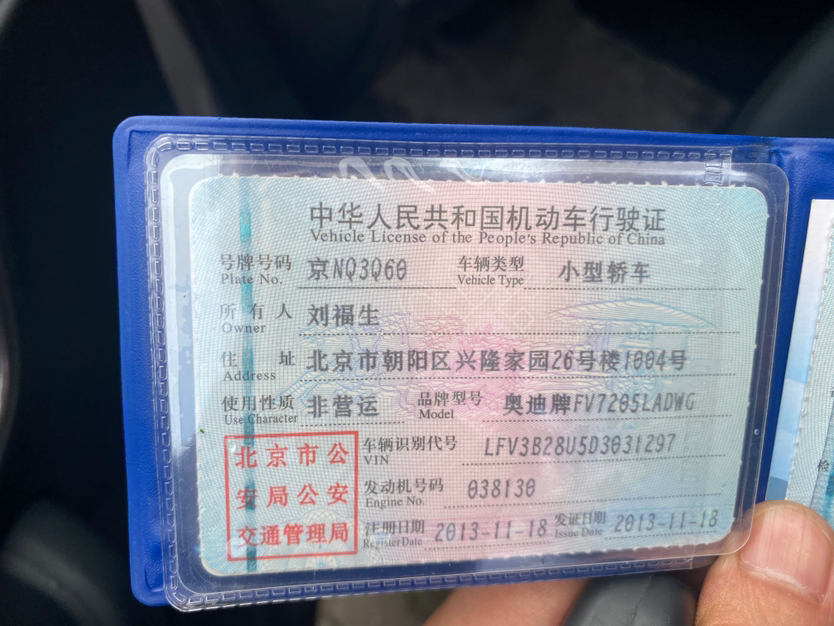 中华人民共和国机动车行驶证
Vehicle License of the People's Republic of China
号牌号码 京NQ3Q60 车辆类型 小型轿车
Plate No. Vehicle Type
所有人 刘福生
Owner
住址 北京市朝阳区兴隆家园26号楼1004号
Address
使用性质 非营运 品牌型号 奥迪牌FV7205LADWG
Use Character Model
北京市公
安局公安
交通管理局
车辆识别代号 LFV3B28U5D3031297
VIN
发动机号码 038130
Engine No.
注册日期 2013-11-18 发证日期 2013-11-18
Register Date Issue Date